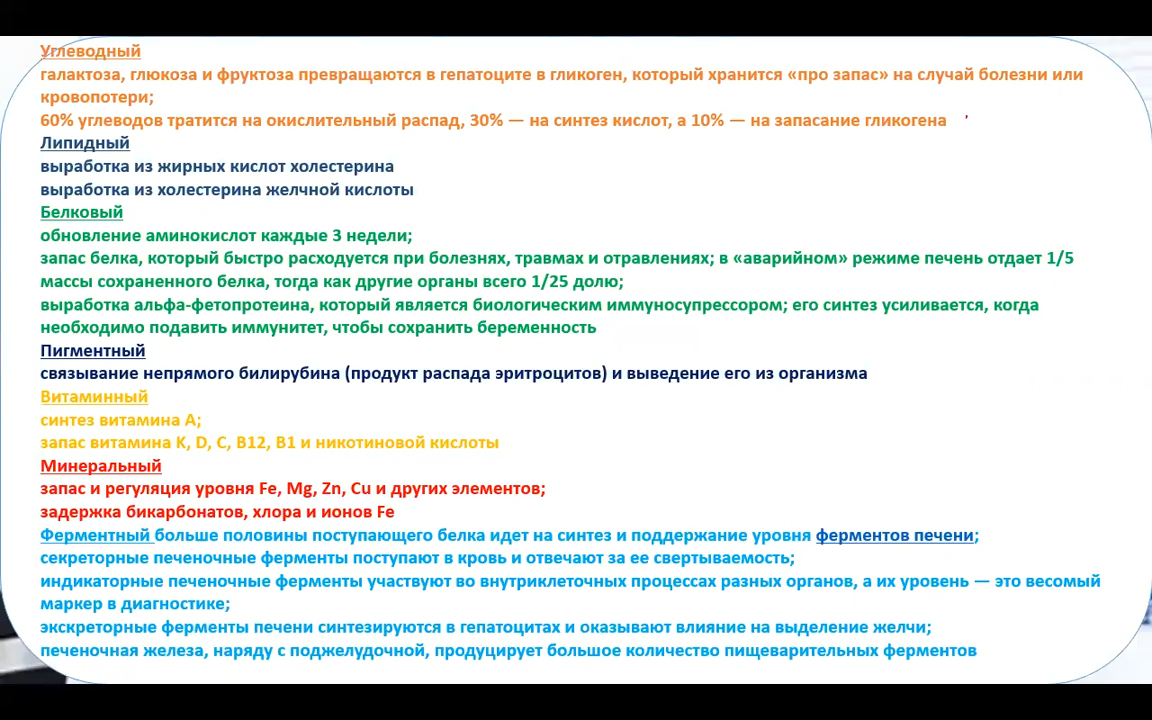 Углеводный
галактоза, глюкоза и фруктоза превращаются в гепатоците в гликоген, который хранится «про запас» на случай болезни или
кровопотери;
60% углеводов тратится на окислительный распад, 30% — на синтез кислот, а 10% — на запасание гликогена
Липидный
выработка из жирных кислот холестерина
выработка из холестерина желчной кислоты
Белковый
обновление аминокислот каждые 3 недели;
запас белка, который быстро расходуется при болезнях, травмах и отравлениях; в «аварийном» режиме печень отдает 1/5
массы сохраненного белка, тогда как другие органы всего 1/25 долю;
выработка альфа-фетопротеина, который является биологическим иммуносупрессором; его синтез усиливается, когда
необходимо подавить иммунитет, чтобы сохранить беременность
Пигментный
связывание непрямого билирубина (продукт распада эритроцитов) и выведение его из организма
Витаминный
синтез витамина А;
запас витамина K, D, C, B12, B1 и никотиновой кислоты
Минеральный
запас и регуляция уровня Fe, Mg, Zn, Cu и других элементов;
задержка бикарбонатов, хлора и ионов Fe
Ферментный больше половины поступающего белка идет на синтез и поддержание уровня ферментов печени;
секреторные печеночные ферменты поступают в кровь и отвечают за ее свертываемость;
индикаторные печеночные ферменты участвуют во внутриклеточных процессах разных органов, а их уровень — это весомый
маркер в диагностике;
экскреторные ферменты печени синтезируются в гепатоцитах и оказывают влияние на выделение желчи;
печеночная железа, наряду с поджелудочной, продуцирует большое количество пищеварительных ферментов